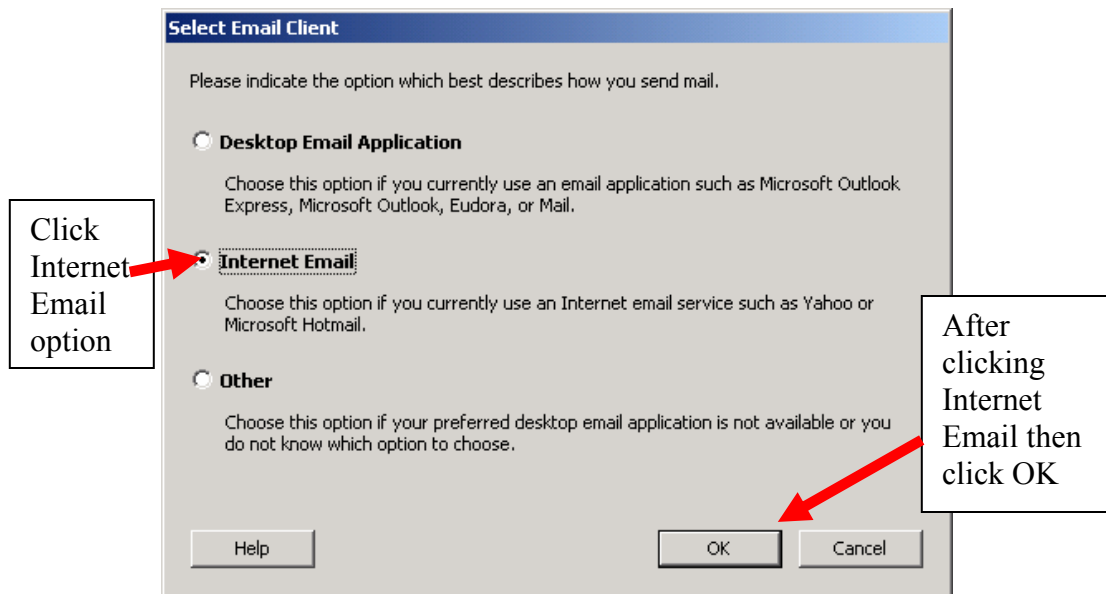 Select Email Client
Please indicate the option which best describes how you send mail.
Desktop Email Application
Choose this option if you currently use an email application such as Microsoft Outlook
Express, Microsoft Outlook, Eudora, or Mail.
Click
Internet
Email
option
Internet Email
Choose this option if you currently use an Internet email service such as Yahoo or
Microsoft Hotmail.
Other
Choose this option if your preferred desktop email application is not available or you
do not know which option to choose.
After
clicking
Internet
Email then
click OK
Help
OK
Cancel